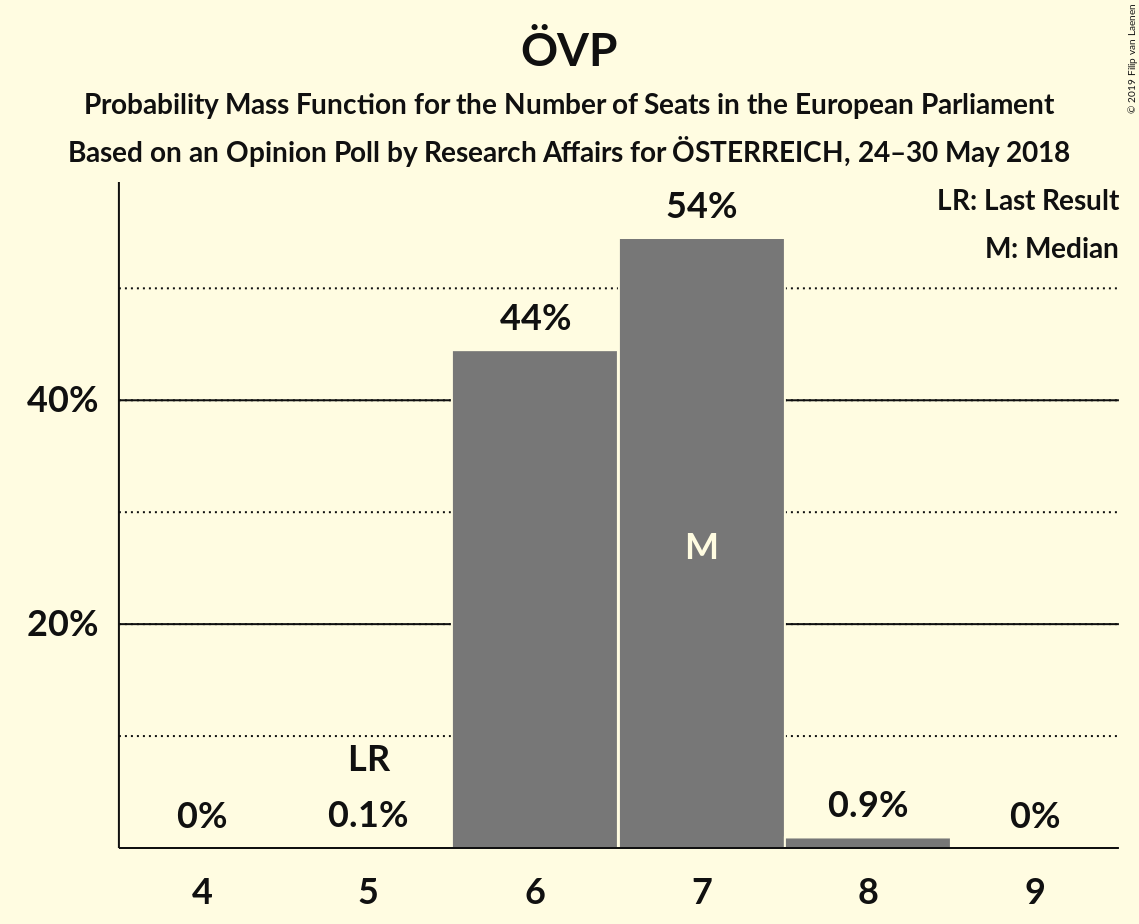 ÖVP
Probability Mass Function for the Number of Seats in the European Parliament
Based on an Opinion Poll by Research Affairs for ÖSTERREICH, 24–30 May 2018
© 2019 Filip van Laenen
LR: Last Result
M: Median
54%
44%
40%
M
20%
LR
0%
0.1%
0.9%
0%
4
5
6
7
8
9